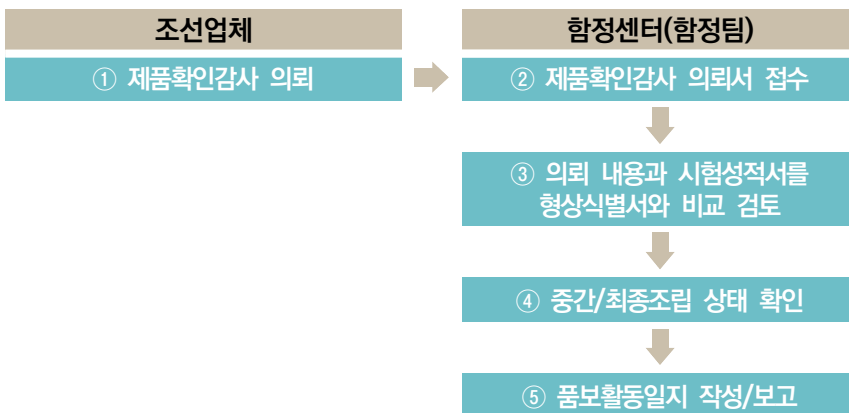 조선업체
함정센터(함정팀)
① 제품확인감사 의뢰
② 제품확인감사 의뢰서 접수
③ 의뢰 내용과 시험성적서를
형상식별서와 비교 검토
④ 중간/최종조립 상태 확인
⑤ 품보활동일지 작성/보고